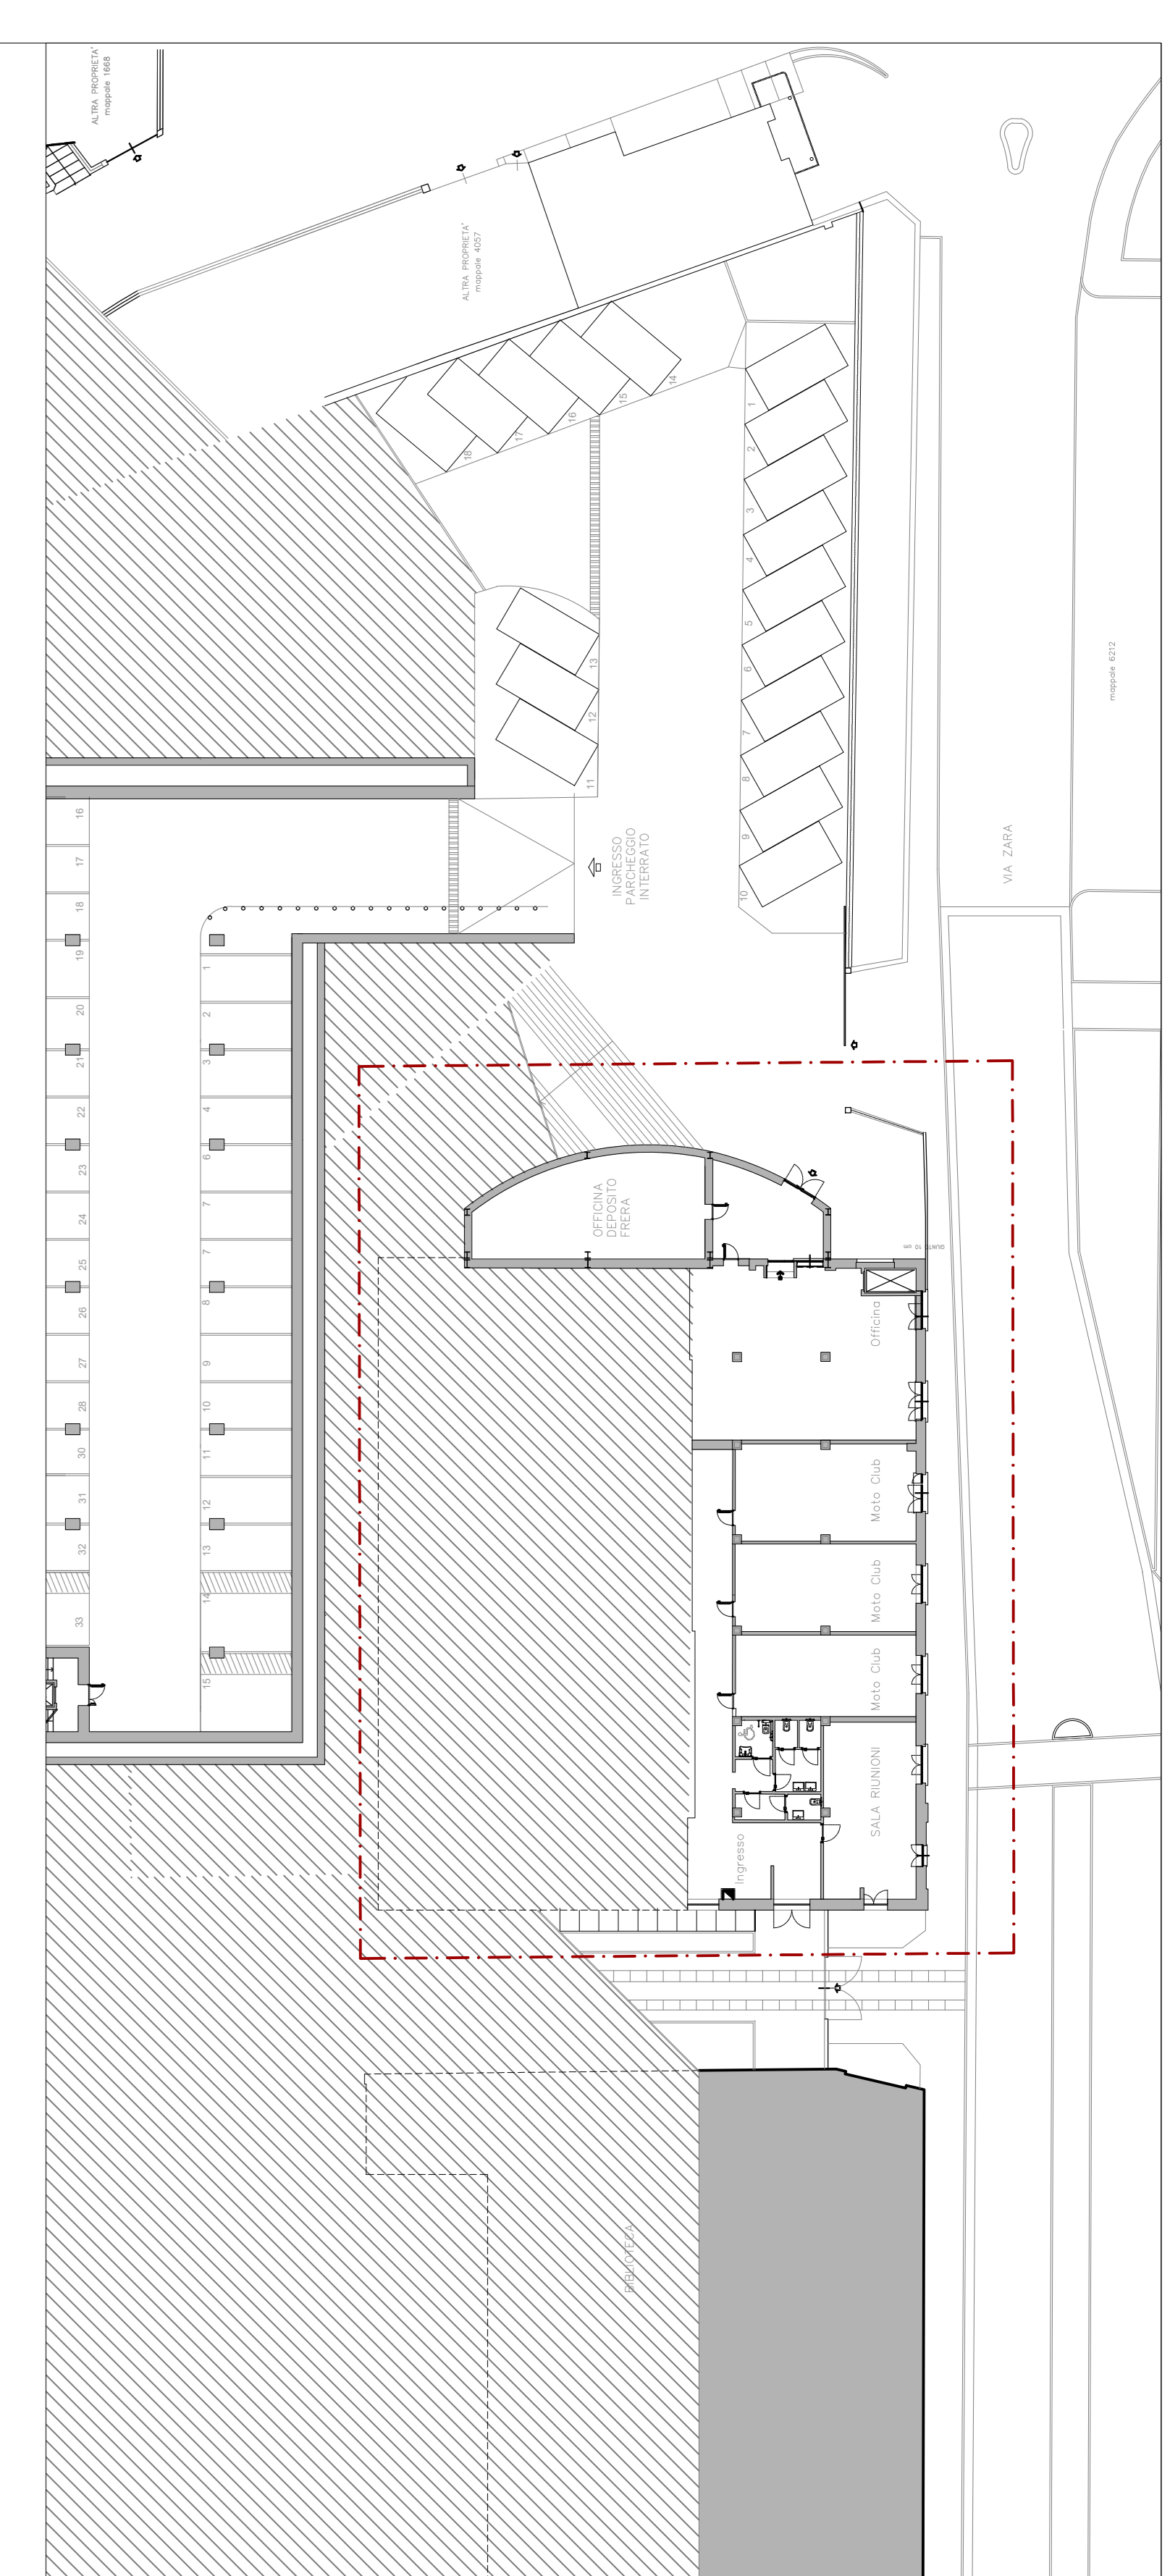 ALTRA PROPRIETA'
mappale 1668
ALTRA PROPRIETA'
mappale 4057
14
15
16
17
18
1
2
3
4
5
6
7
8
9
10
13
12
11
mappale 6212
VIA ZARA
INGRESSO
PARCHEGGIO
INTERRATO
16
17
18
19
20
21
22
23
24
25
26
27
28
30
31
32
33
1
2
3
4
6
7
7
8
9
10
11
12
13
14
15
OFFICINA
DEPOSITO
FRERA
GIUNTO 10 cm
Officina
Moto Club
Moto Club
Moto Club
SALA RIUNIONI
Ingresso
BIBLIOTECA